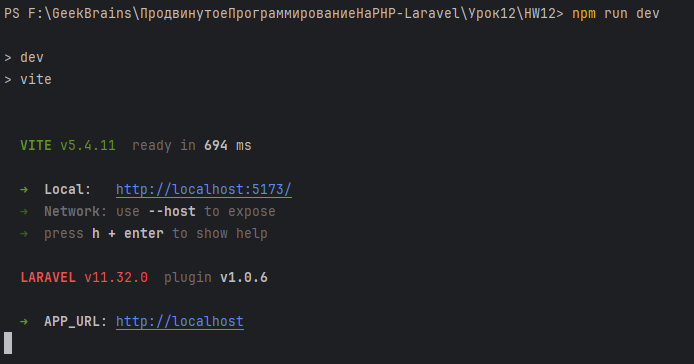 PS F:\GeekBrains\ПродвинутоеПрограммированиеНаPHP-Laravel\Урок12\HW12> npm run dev
> dev
> vite
VITE v5.4.11  ready in 694 ms
➜  Local:   http://localhost:5173/
➜  Network: use --host to expose
➜  press h + enter to show help
LARAVEL v11.32.0  plugin v1.0.6
➜  APP_URL: http://localhost